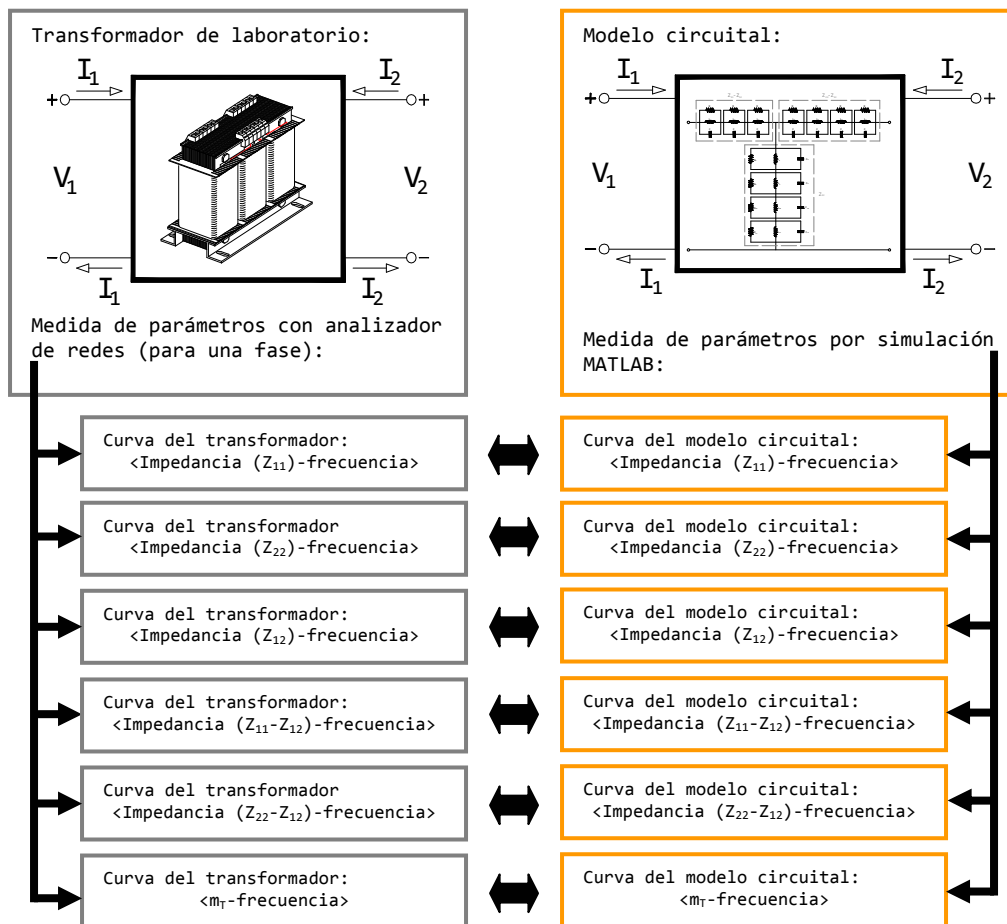 Transformador de laboratorio:
I₁
I₂
+
+
V₁
V₂
-
-
I₁
I₂
Medida de parámetros con analizador
de redes (para una fase):
Modelo circuital:
I₁
I₂
+
+
V₁
V₂
-
-
I₁
I₂
Medida de parámetros por simulación
MATLAB:
Curva del transformador:
<Impedancia (Z₁₁)-frecuencia>
Curva del modelo circuital:
<Impedancia (Z₁₁)-frecuencia>
Curva del transformador
<Impedancia (Z₂₂)-frecuencia>
Curva del modelo circuital:
<Impedancia (Z₂₂)-frecuencia>
Curva del transformador:
<Impedancia (Z₁₂)-frecuencia>
Curva del modelo circuital:
<Impedancia (Z₁₂)-frecuencia>
Curva del transformador:
<Impedancia (Z₁₁-Z₁₂)-frecuencia>
Curva del modelo circuital:
<Impedancia (Z₁₁-Z₁₂)-frecuencia>
Curva del transformador
<Impedancia (Z₂₂-Z₁₂)-frecuencia>
Curva del modelo circuital:
<Impedancia (Z₂₂-Z₁₂)-frecuencia>
Curva del transformador:
<m_T-frecuencia>
Curva del modelo circuital:
<m_T-frecuencia>